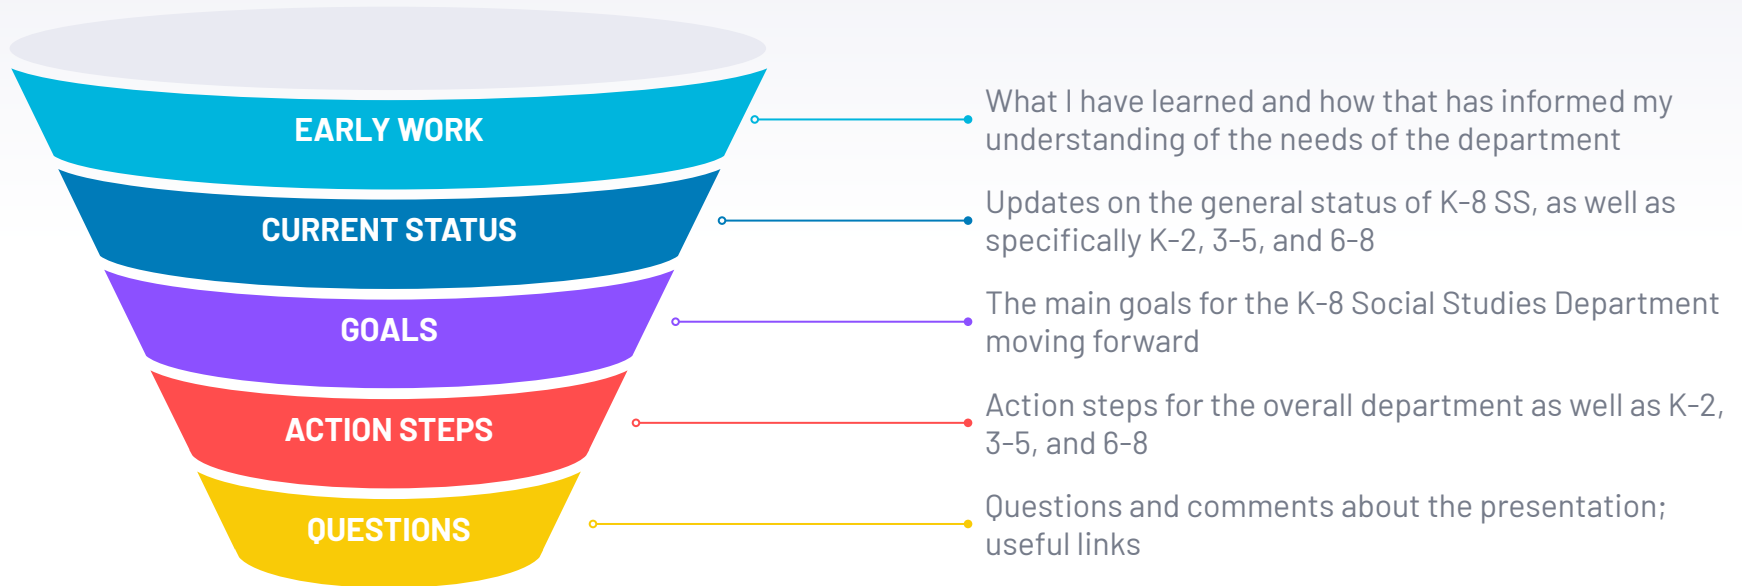 EARLY WORK
What I have learned and how that has informed my
understanding of the needs of the department
CURRENT STATUS
Updates on the general status of K-8 SS, as well as
specifically K-2, 3-5, and 6-8
GOALS
The main goals for the K-8 Social Studies Department
moving forward
ACTION STEPS
Action steps for the overall department as well as K-2,
3-5, and 6-8
QUESTIONS
Questions and comments about the presentation;
useful links